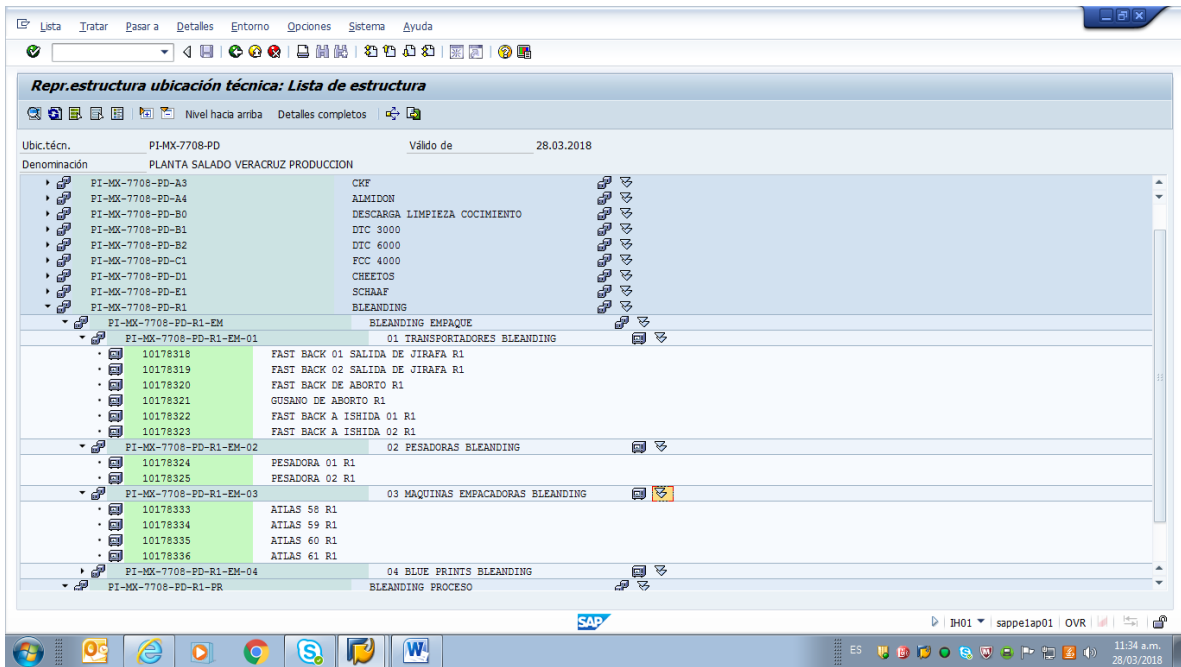 Lista Tratar Pasar a Detalles Entorno Opciones Sistema Ayuda
Repr.estructura ubicación técnica: Lista de estructura
Nivel hacia arriba Detalles completos
Ubic.técn. PI-MX-7708-PD Válido de 28.03.2018
Denominación PLANTA SALADO VERACRUZ PRODUCCION
PI-MX-7708-PD-A3 CKF
PI-MX-7708-PD-A4 ALMIDON
PI-MX-7708-PD-B0 DESCARGA LIMPIEZA COCIMIENTO
PI-MX-7708-PD-B1 DTC 3000
PI-MX-7708-PD-B2 DTC 6000
PI-MX-7708-PD-C1 FCC 4000
PI-MX-7708-PD-D1 CHEETOS
PI-MX-7708-PD-E1 SCHAAF
PI-MX-7708-PD-R1 BLEANDING
PI-MX-7708-PD-R1-EM BLEANDING EMPAQUE
PI-MX-7708-PD-R1-EM-01 01 TRANSPORTADORES BLEANDING
10178318 FAST BACK 01 SALIDA DE JIRAFA R1
10178319 FAST BACK 02 SALIDA DE JIRAFA R1
10178320 FAST BACK DE ABORTO R1
10178321 GUSANO DE ABORTO R1
10178322 FAST BACK A ISHIDA 01 R1
10178323 FAST BACK A ISHIDA 02 R1
PI-MX-7708-PD-R1-EM-02 02 PESADORAS BLEANDING
10178324 PESADORA 01 R1
10178325 PESADORA 02 R1
PI-MX-7708-PD-R1-EM-03 03 MAQUINAS EMPACADORAS BLEANDING
10178333 ATLAS 58 R1
10178334 ATLAS 59 R1
10178335 ATLAS 60 R1
10178336 ATLAS 61 R1
PI-MX-7708-PD-R1-EM-04 04 BLUE PRINTS BLEANDING
PI-MX-7708-PD-R1-PR BLEANDING PROCESO
SAP IH01 sappe1ap01 OVR
ES 11:34 a.m.
28/03/2018